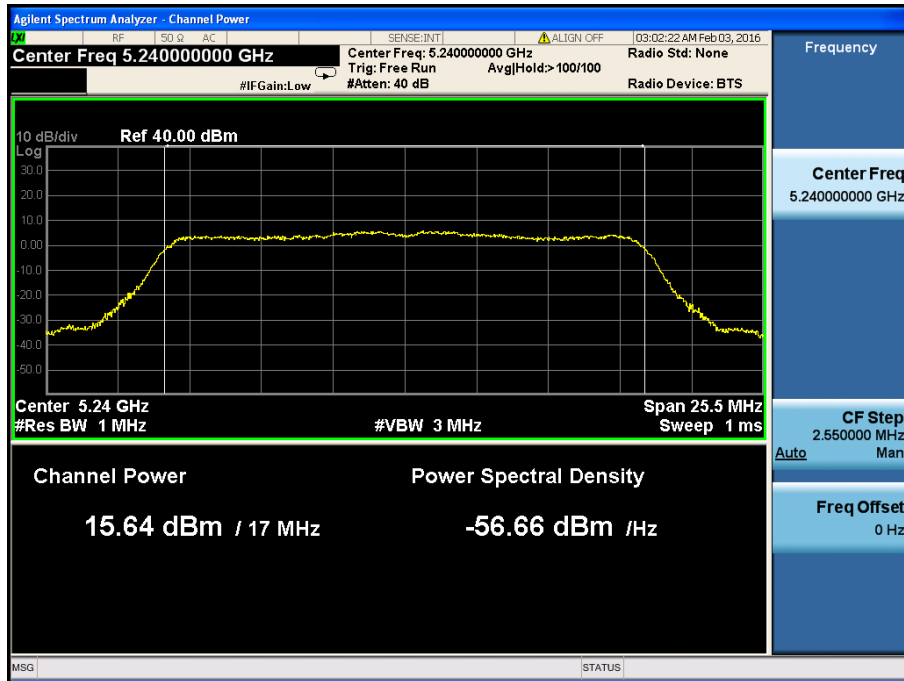 Agilent Spectrum Analyzer - Channel Power
LXI RF 50 Ω AC SENSE:INT ALIGN OFF 03:02:22 AM Feb 03, 2016
Center Freq 5.240000000 GHz
Center Freq: 5.240000000 GHz
Radio Std: None
Trig: Free Run Avg|Hold:>100/100
#IFGain:Low
#Atten: 40 dB
Radio Device: BTS
10 dB/div Ref 40.00 dBm
Log
30.0
20.0
10.0
0.00
-10.0
-20.0
-30.0
-40.0
-50.0
Center 5.24 GHz Span 25.5 MHz
#Res BW 1 MHz #VBW 3 MHz Sweep 1 ms
Channel Power Power Spectral Density
15.64 dBm / 17 MHz -56.66 dBm /Hz
Frequency
Center Freq
5.240000000 GHz
CF Step
2.550000 MHz
Auto Man
Freq Offset
0 Hz
MSG STATUS